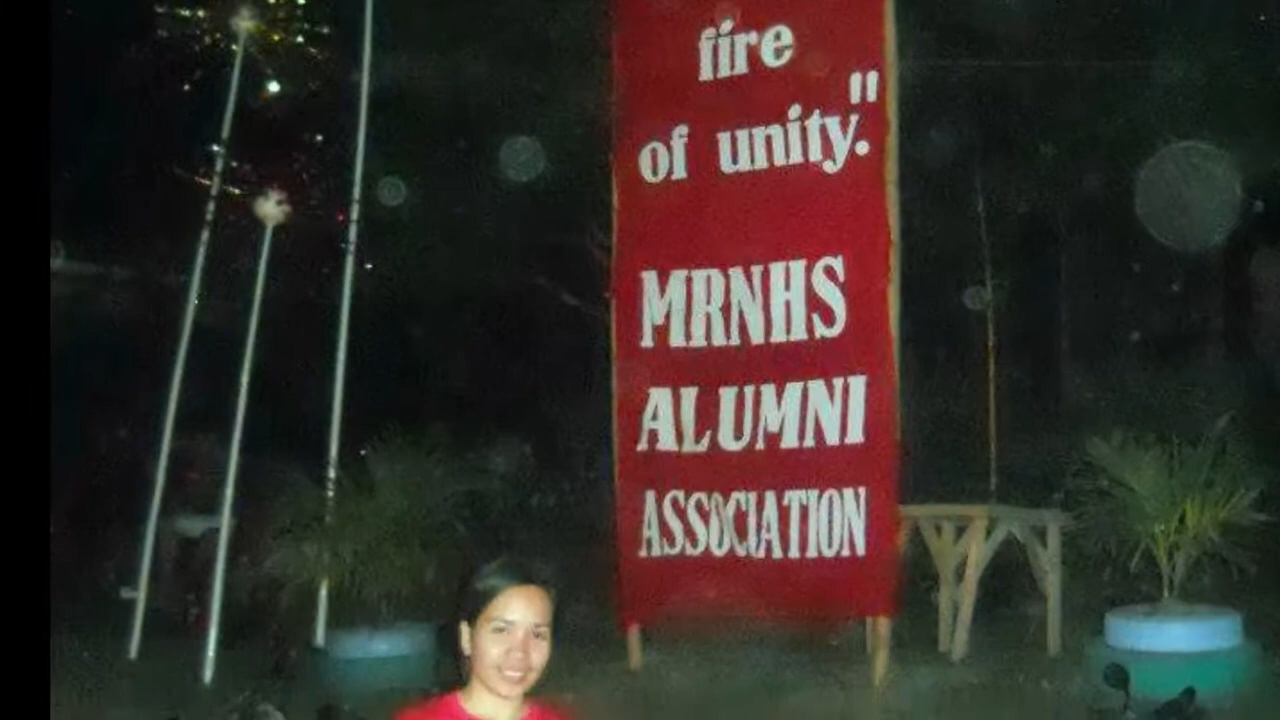 fire
of unity."
MRNHS
ALUMNI
ASSOCIATION